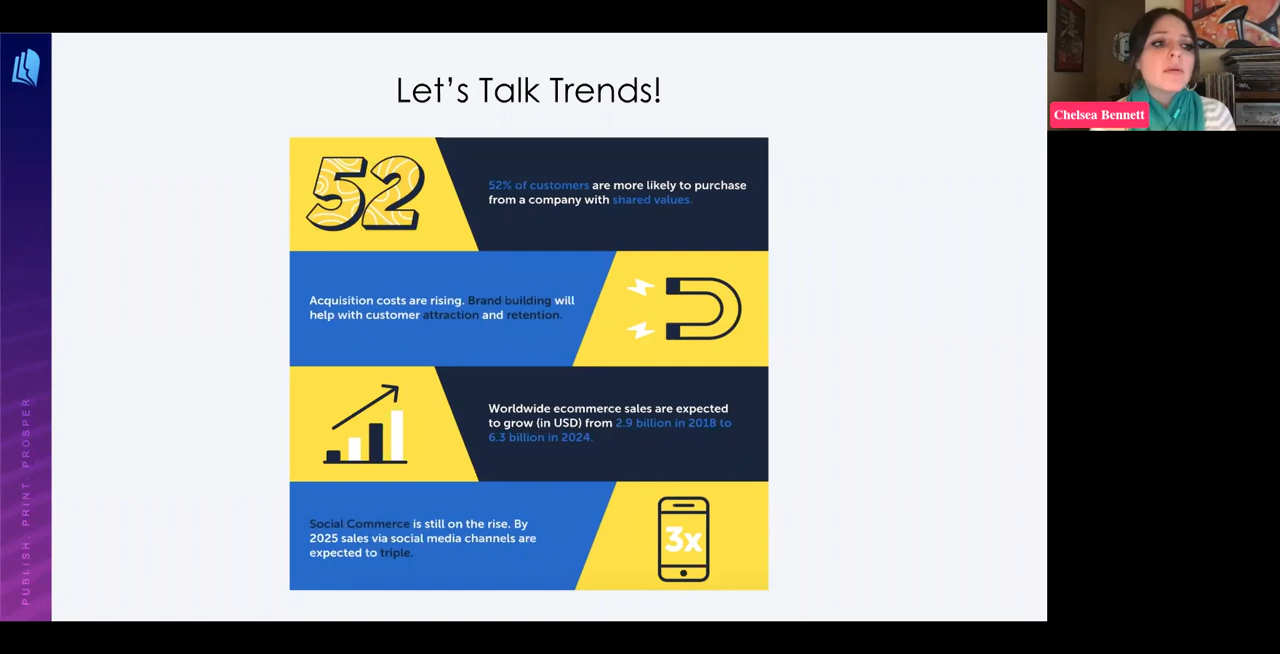 Let's Talk Trends!
52
52% of customers are more likely to purchase
from a company with shared values.
Acquisition costs are rising. Brand building will
help with customer attraction and retention.
Worldwide ecommerce sales are expected
to grow (in USD) from 2.9 billion in 2018 to
6.3 billion in 2024.
Social Commerce is still on the rise. By
2025 sales via social media channels are
expected to triple.
3x
PUBLISH. PRINT. PROSPER
Chelsea Bennett